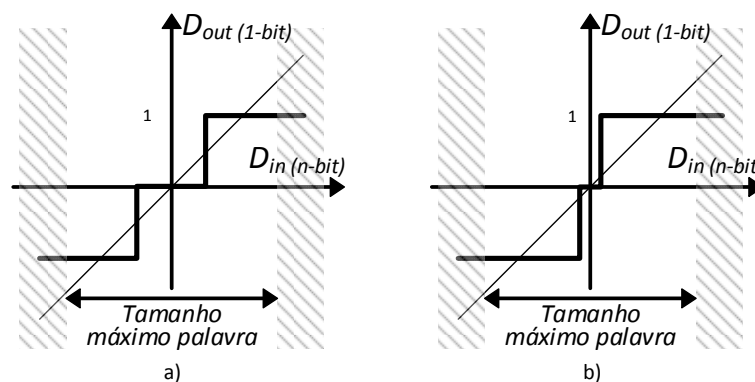 D_out (1-bit)
1
D_in (n-bit)
Tamanho
máximo palavra
a)
D_out (1-bit)
1
D_in (n-bit)
Tamanho
máximo palavra
b)